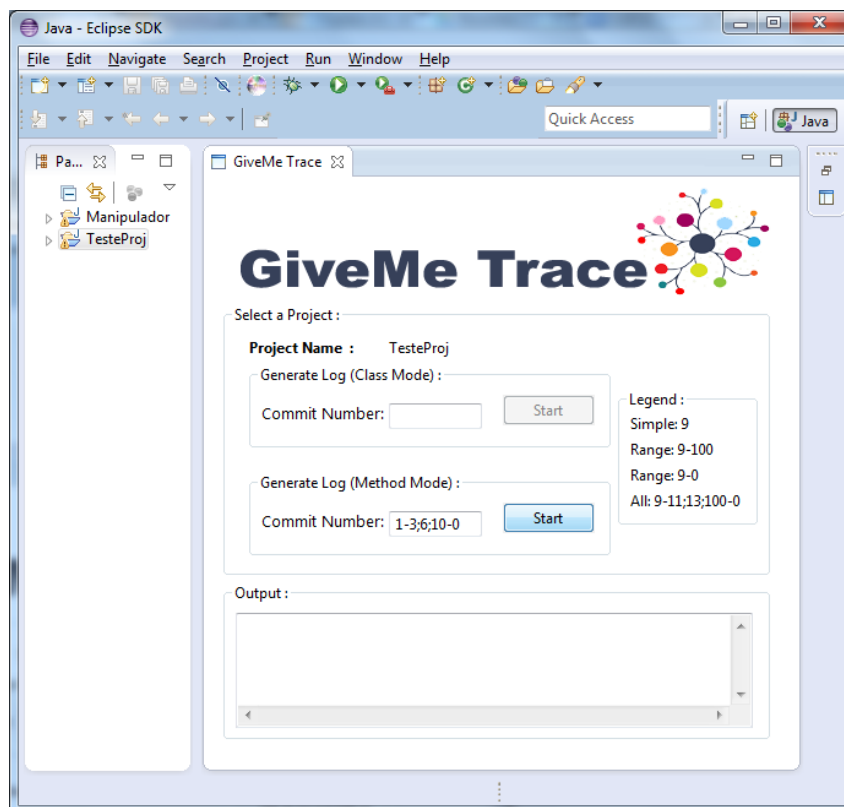 Java - Eclipse SDK
File Edit Navigate Search Project Run Window Help
Quick Access
Java
Pa...
GiveMe Trace
Manipulador
TesteProj
GiveMe Trace
Select a Project :
Project Name : TesteProj
Generate Log (Class Mode) :
Commit Number:
Start
Legend :
Simple: 9
Range: 9-100
Range: 9-0
All: 9-11;13;100-0
Generate Log (Method Mode) :
Commit Number: 1-3;6;10-0
Start
Output :